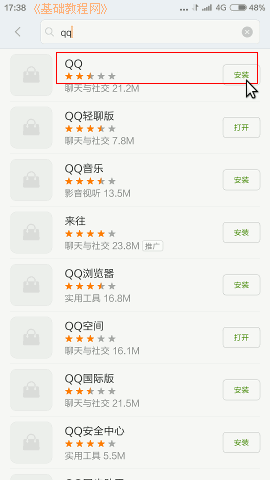 17:38 《基础教程网》 ... 4G 48%
qq
QQ
安装
聊天与社交 21.2M
QQ轻聊版
打开
聊天与社交 7.8M
QQ音乐
安装
影音视听 13.5M
来往
安装
聊天与社交 23.8M 推广
QQ浏览器
安装
实用工具 16.8M
QQ空间
打开
聊天与社交 16.1M
QQ国际版
安装
聊天与社交 21.5M
QQ安全中心
安装
实用工具 5.5M